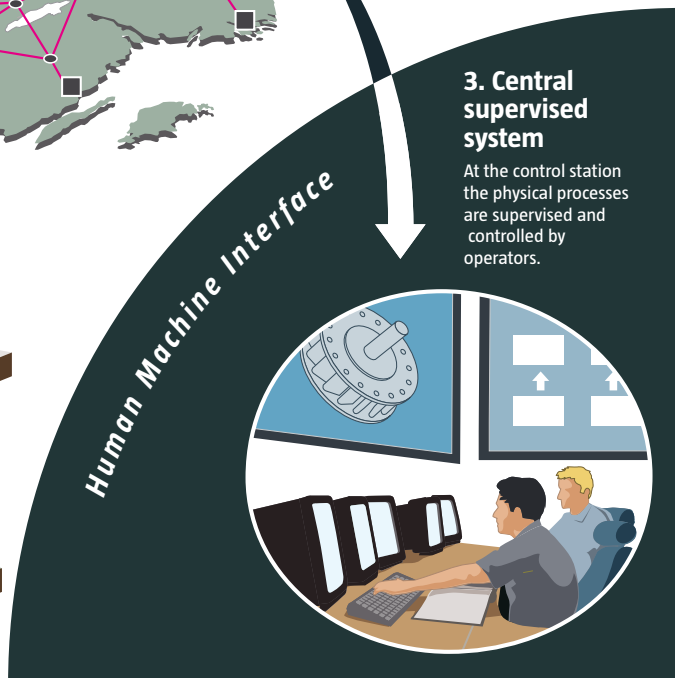 3. Central
supervised
system
At the control station
the physical processes
are supervised and
controlled by
operators.
Human Machine Interface